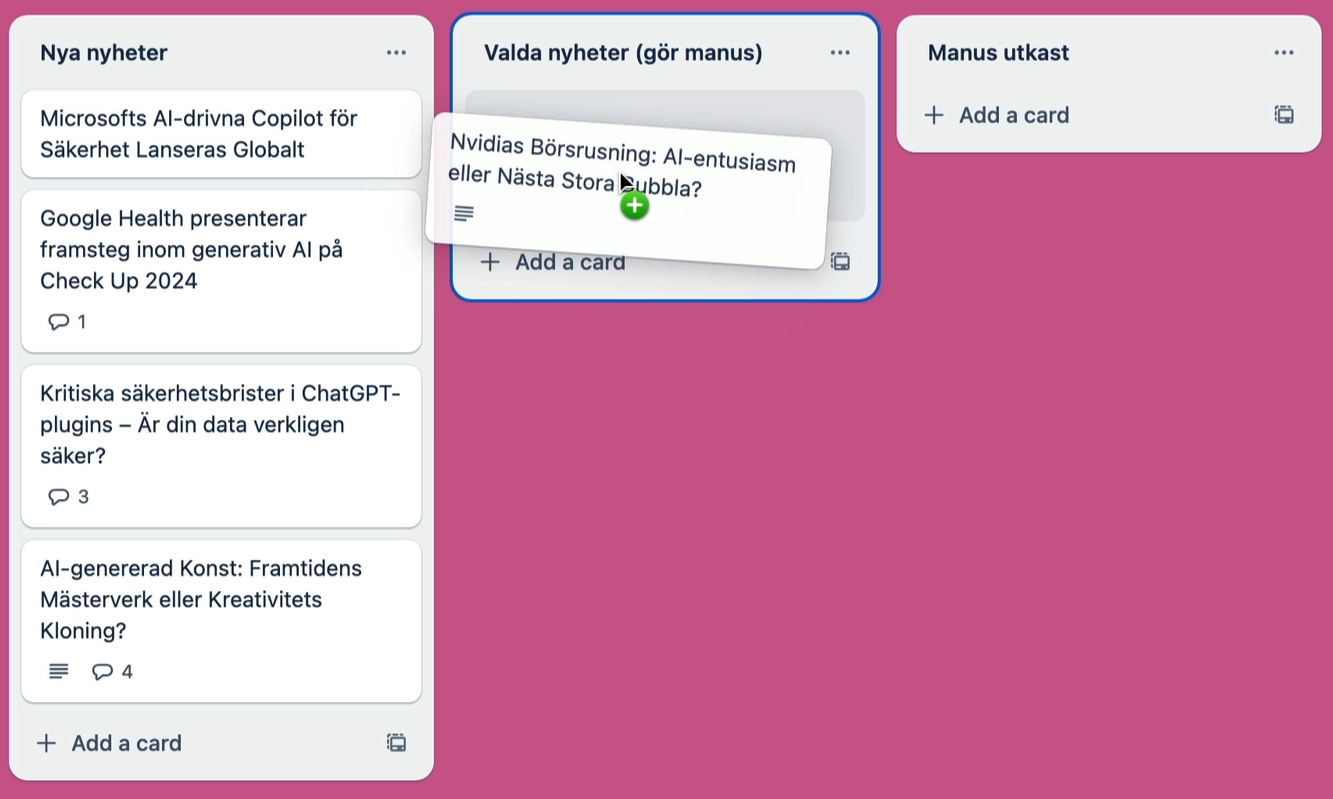 Nya nyheter
Microsofts AI-drivna Copilot för
Säkerhet Lanseras Globalt
Google Health presenterar
framsteg inom generativ AI på
Check Up 2024
1
Kritiska säkerhetsbrister i ChatGPT-
plugins – Är din data verkligen
säker?
3
AI-genererad Konst: Framtidens
Mästerverk eller Kreativitets
Kloning?
4
+ Add a card
Valda nyheter (gör manus)
Nvidias Börsrusning: AI-entusiasm
eller Nästa Stora Bubbla?
+ Add a card
Manus utkast
+ Add a card